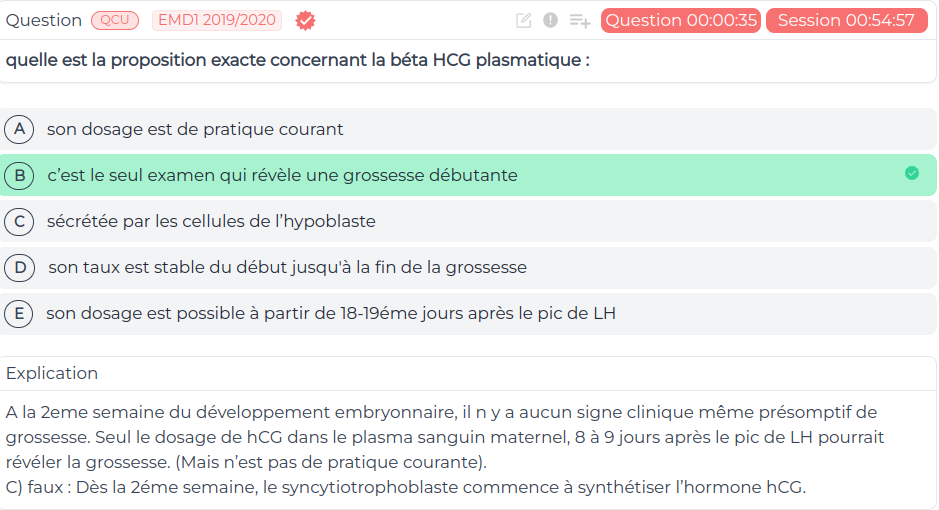 Question QCU EMD1 2019/2020 Question 00:00:35 Session 00:54:57
quelle est la proposition exacte concernant la béta HCG plasmatique :
A son dosage est de pratique courant
B c’est le seul examen qui révèle une grossesse débutante
C sécrétée par les cellules de l’hypoblaste
D son taux est stable du début jusqu'à la fin de la grossesse
E son dosage est possible à partir de 18-19éme jours après le pic de LH
Explication
A la 2eme semaine du développement embryonnaire, il n y a aucun signe clinique même présomptif de
grossesse. Seul le dosage de hCG dans le plasma sanguin maternel, 8 à 9 jours après le pic de LH pourrait
révéler la grossesse. (Mais n’est pas de pratique courante).
C) faux : Dès la 2éme semaine, le syncytiotrophoblaste commence à synthétiser l’hormone hCG.